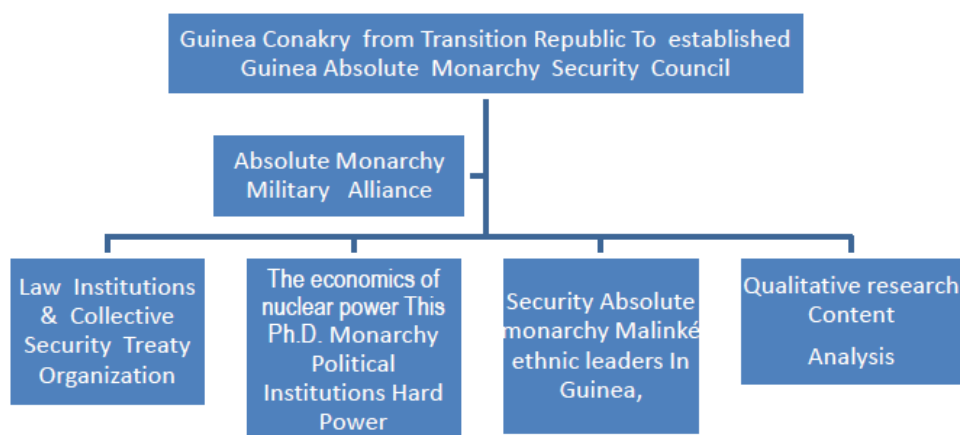 Guinea Conakry from Transition Republic To established
Guinea Absolute Monarchy Security Council
Absolute Monarchy
Military Alliance
Law Institutions
& Collective
Security Treaty
Organization
The economics of
nuclear power This
Ph.D. Monarchy
Political
Institutions Hard
Power
Security Absolute
monarchy Malinké
ethnic leaders In
Guinea,
Qualitative research
Content
Analysis